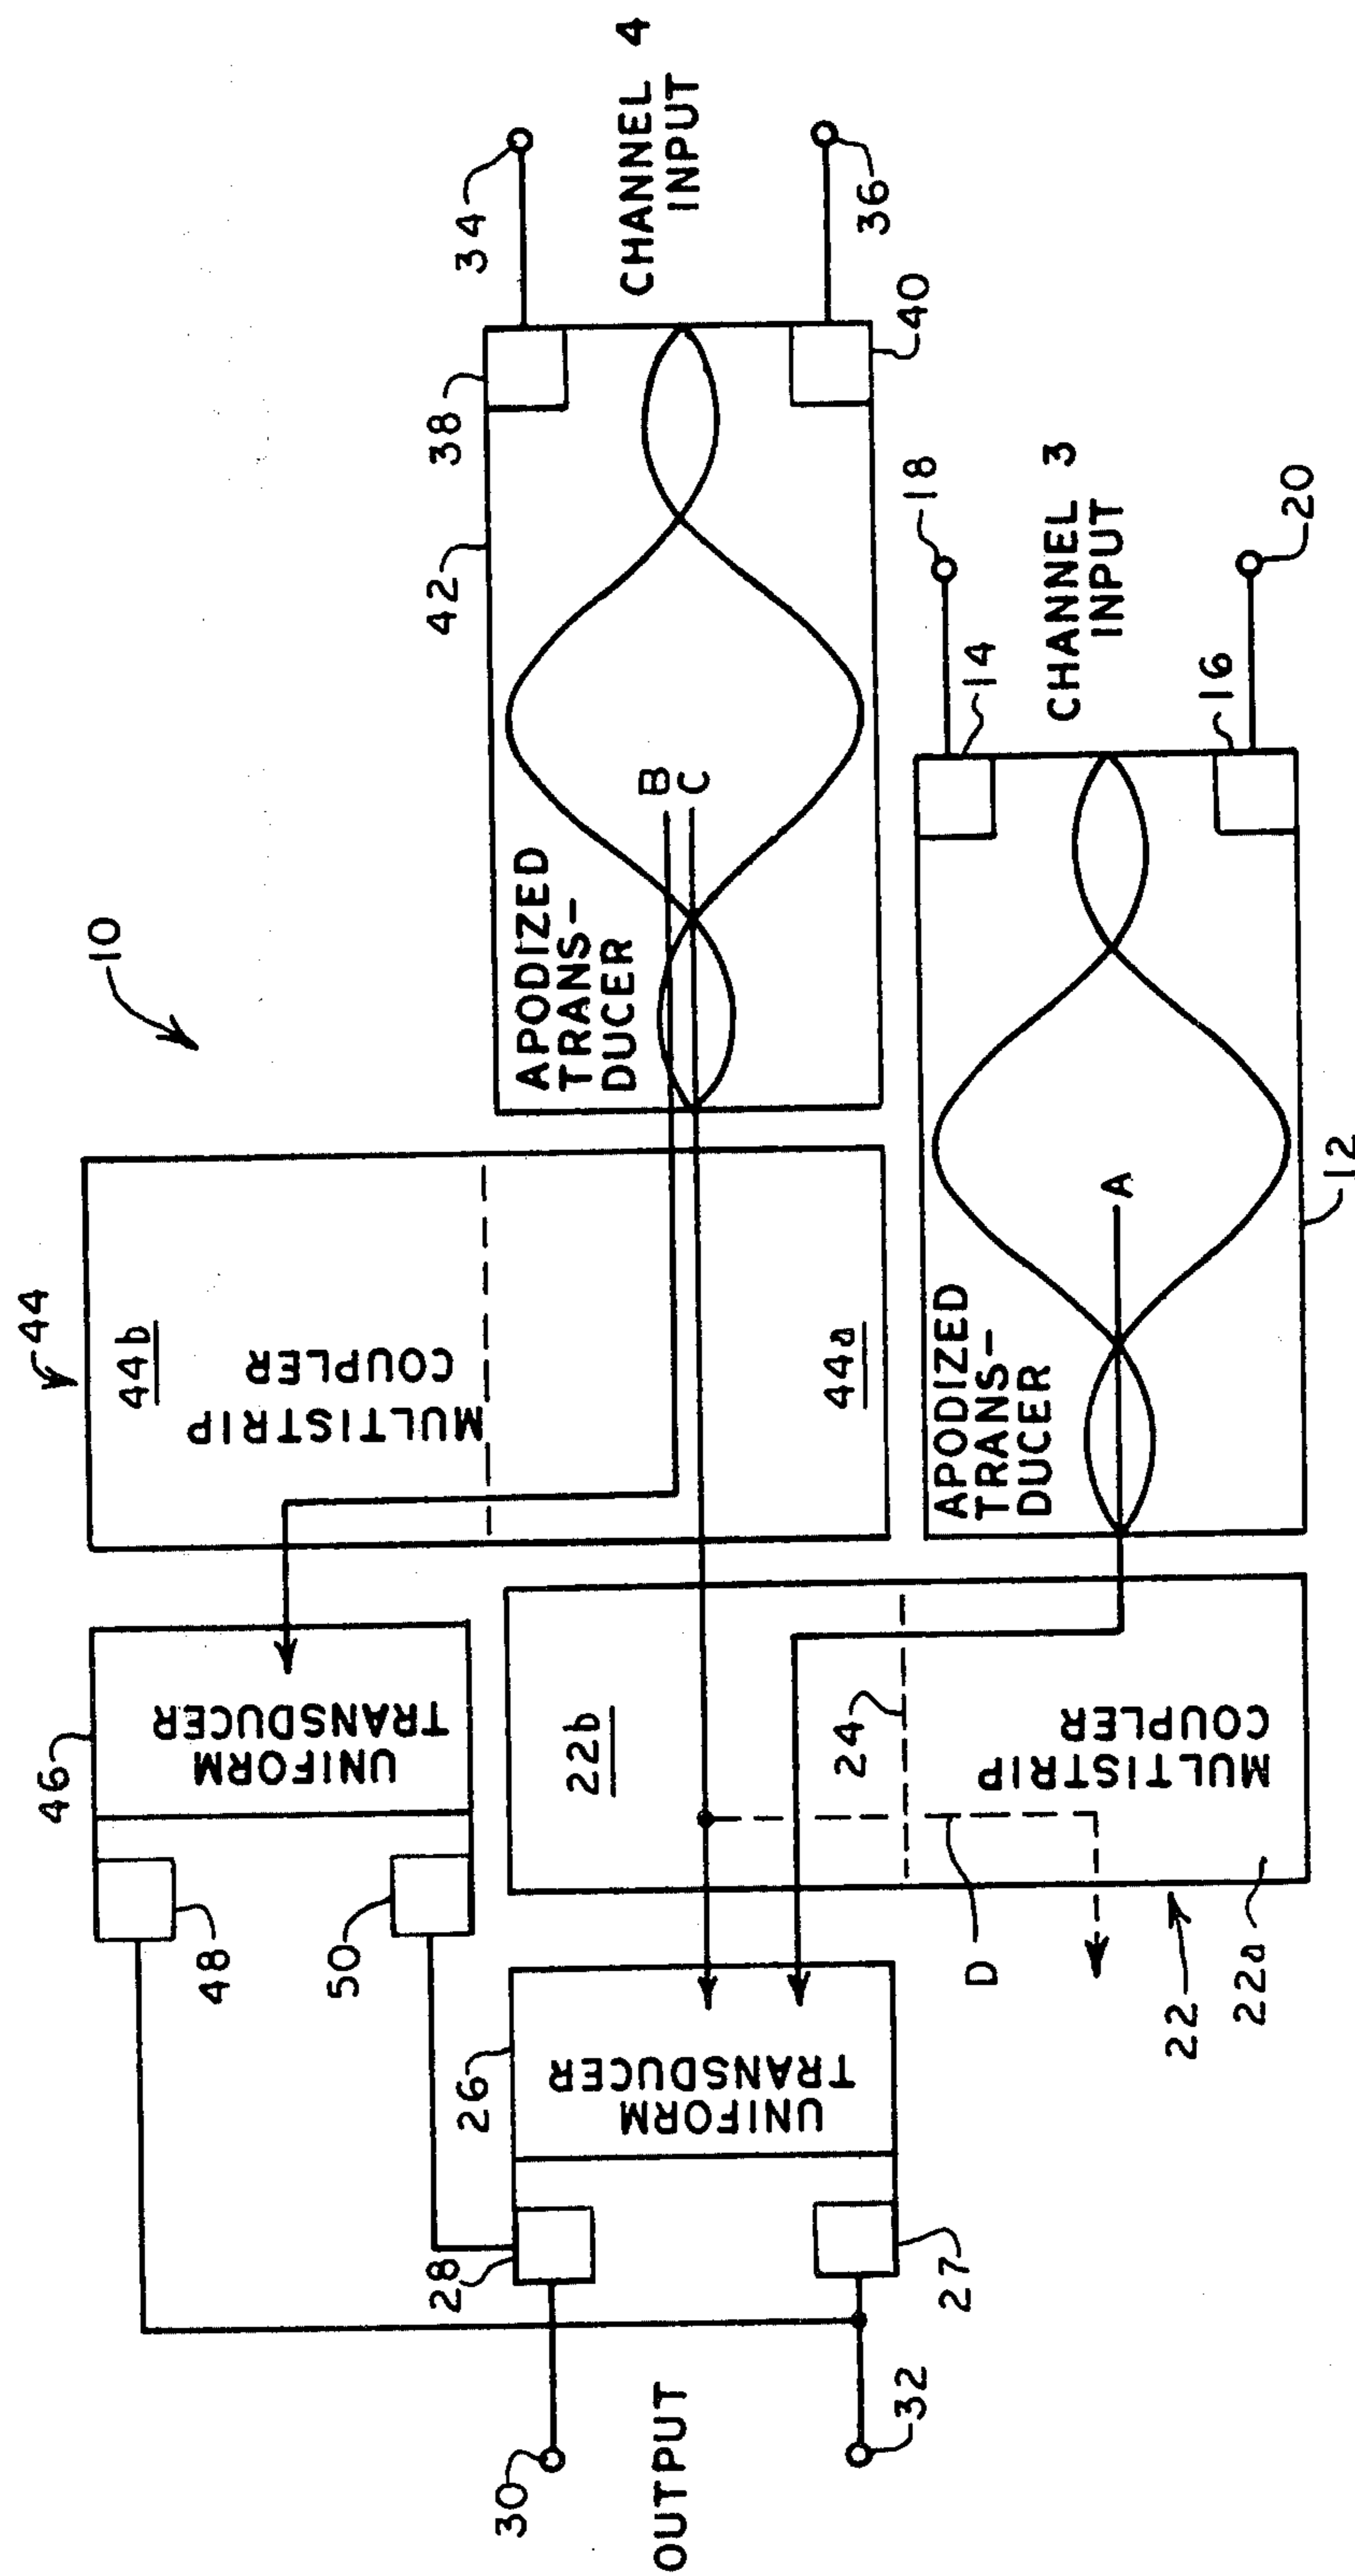 10
44
44b
MULTISTRIP
COUPLER
44a
46
UNIFORM
TRANSDUCER
48
50
42
38
34
CHANNEL 4
INPUT
36
40
APODIZED
TRANS-
DUCER
B
C
22b
24
MULTISTRIP
COUPLER
22a
22
D
26
UNIFORM
TRANSDUCER
28
27
30
OUTPUT
32
APODIZED
TRANS-
DUCER
A
12
14
18
CHANNEL 3
INPUT
16
20